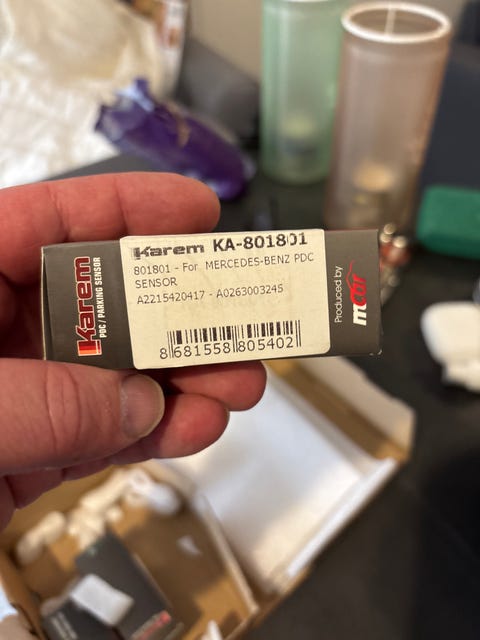 Karem KA-801801
801801 - For MERCEDES-BENZ PDC
SENSOR
A2215420417 - A0263003245
8 681558 805402
Karem
PDC / PARKING SENSOR
Produced by
mcar